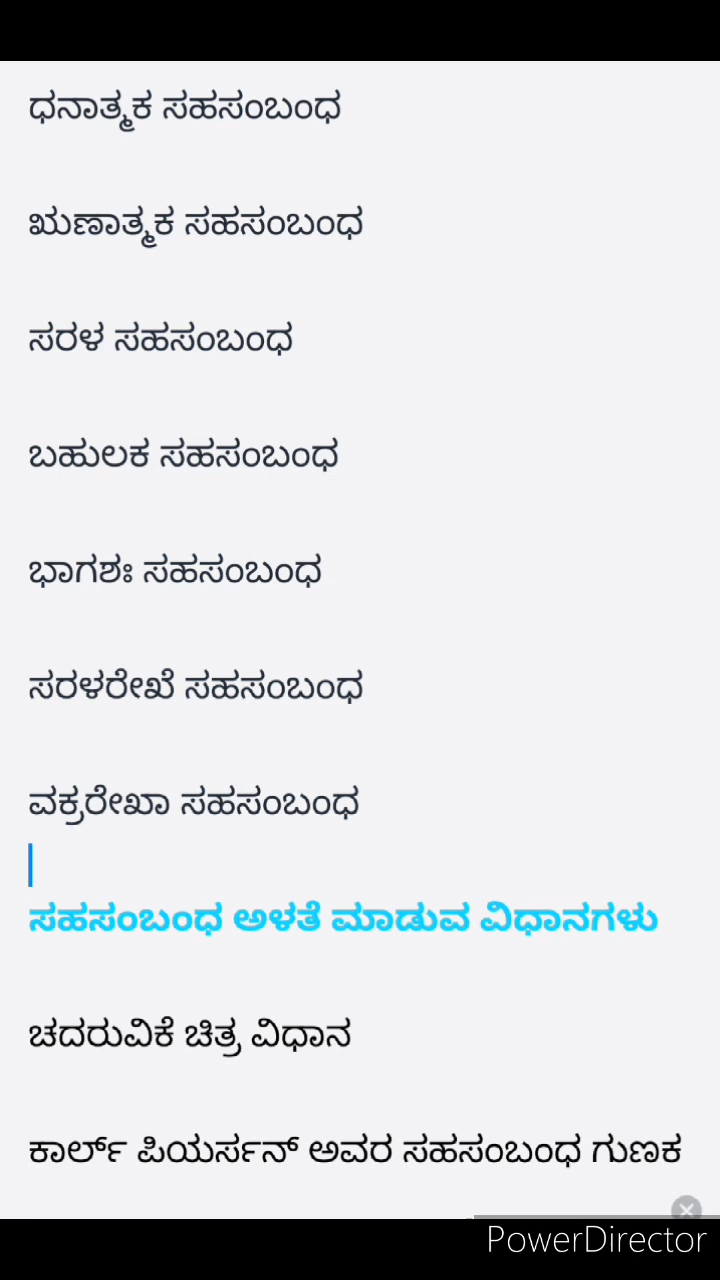 ಧನಾತ್ಮಕ ಸಹಸಂಬಂಧ
ಋಣಾತ್ಮಕ ಸಹಸಂಬಂಧ
ಸರಳ ಸಹಸಂಬಂಧ
ಬಹುಲಕ ಸಹಸಂಬಂಧ
ಭಾಗಶಃ ಸಹಸಂಬಂಧ
ಸರಳರೇಖೆ ಸಹಸಂಬಂಧ
ವಕ್ರರೇಖಾ ಸಹಸಂಬಂಧ
ಸಹಸಂಬಂಧ ಅಳತೆ ಮಾಡುವ ವಿಧಾನಗಳು
ಚದರುವಿಕೆ ಚಿತ್ರ ವಿಧಾನ
ಕಾರ್ಲ್ ಪಿಯರ್ಸನ್ ಅವರ ಸಹಸಂಬಂಧ ಗುಣಕ
PowerDirector